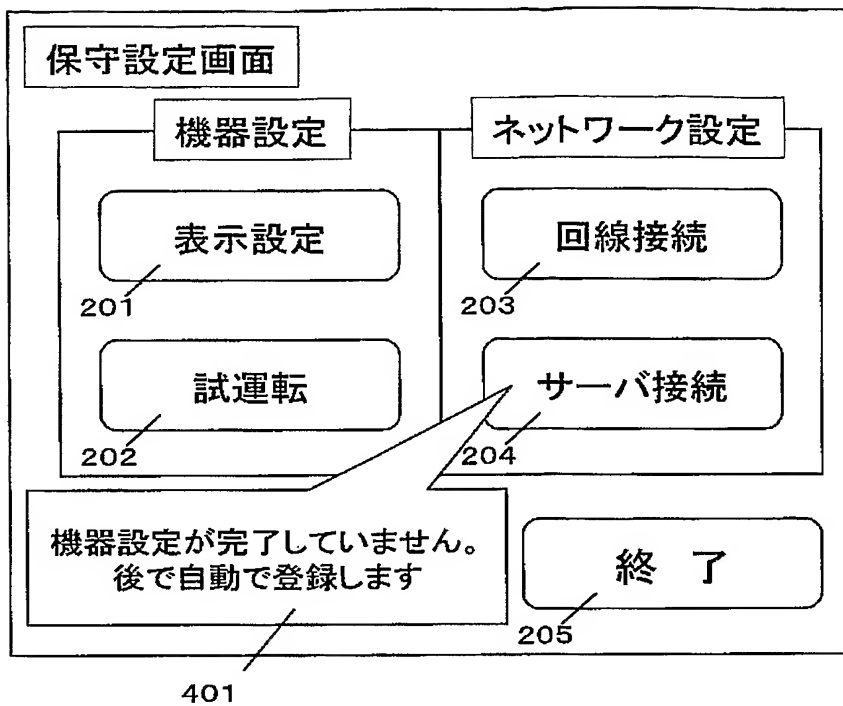 保守設定画面
機器設定
ネットワーク設定
表示設定
回線接続
201
203
試運転
サーバ接続
202
204
機器設定が完了していません。
後で自動で登録します
終 了
205
401